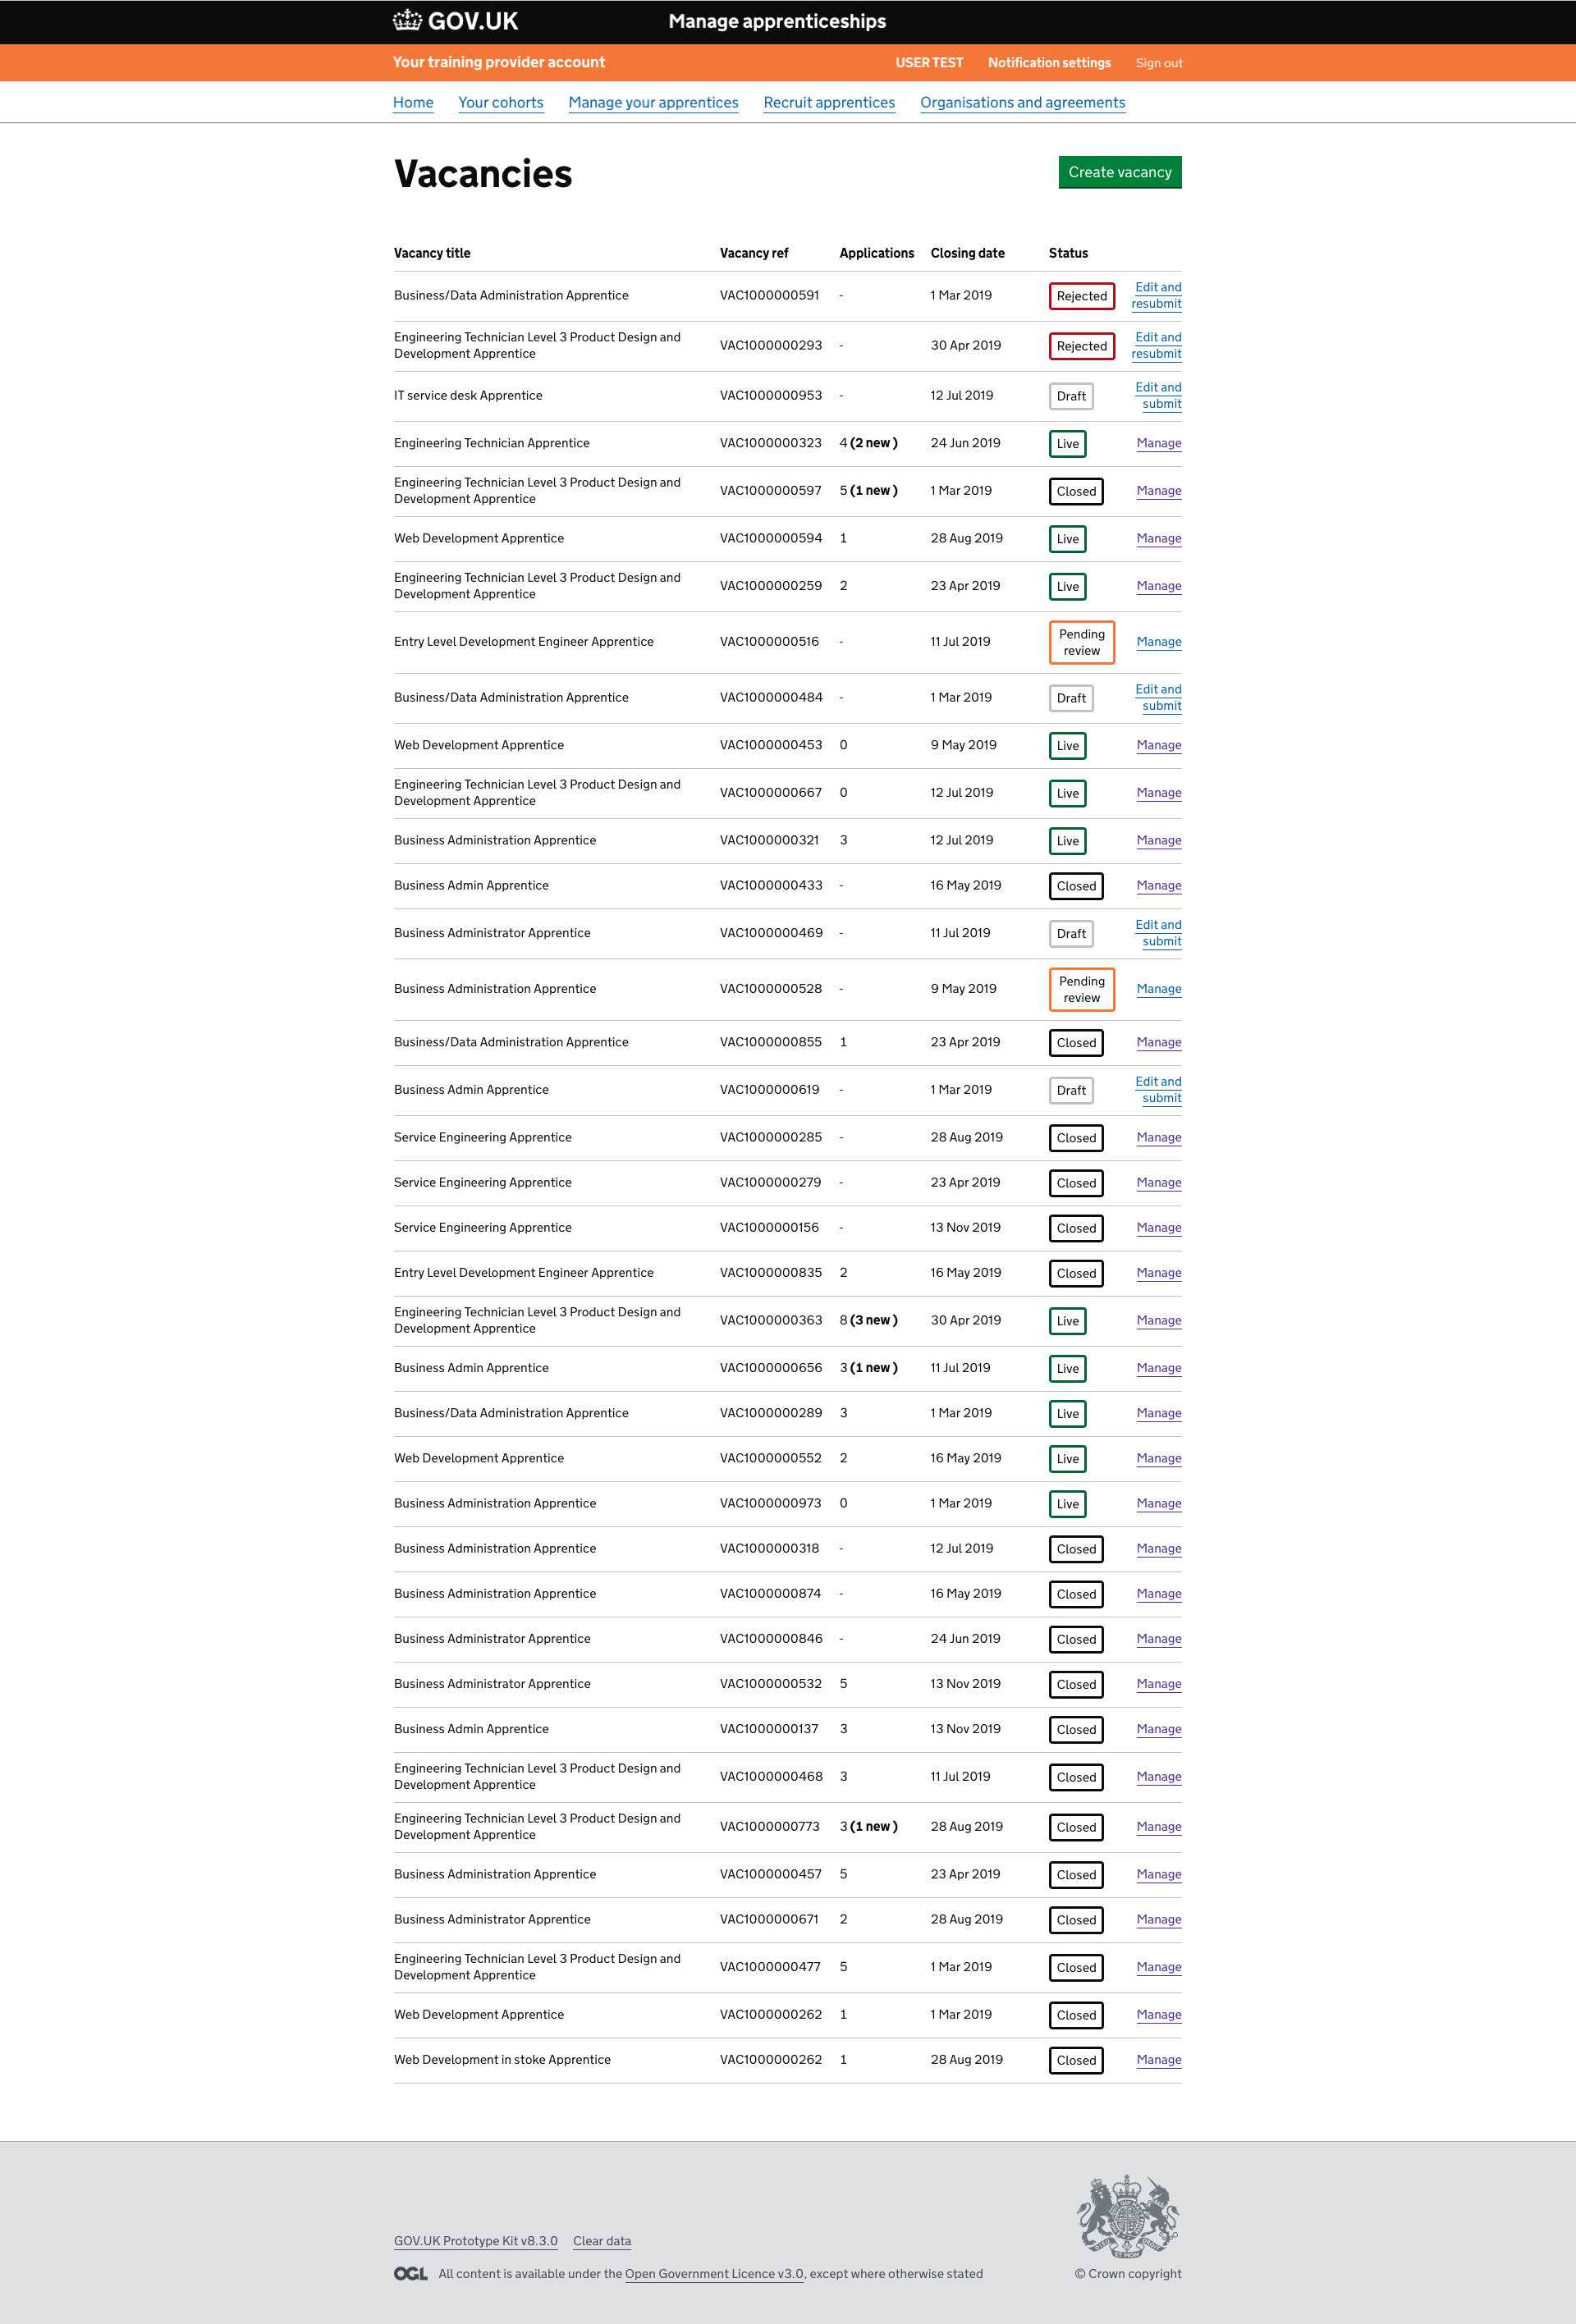 GOV.UK Manage apprenticeships
Your training provider account USER TEST Notification settings Sign out
Home Your cohorts Manage your apprentices Recruit apprentices Organisations and agreements
Vacancies Create vacancy
Vacancy title Vacancy ref Applications Closing date Status
Business/Data Administration Apprentice VAC1000000591 - 1 Mar 2019 Rejected Edit and
resubmit
Engineering Technician Level 3 Product Design and
Development Apprentice VAC1000000293 - 30 Apr 2019 Rejected Edit and
resubmit
IT service desk Apprentice VAC1000000953 - 12 Jul 2019 Draft Edit and
submit
Engineering Technician Apprentice VAC1000000323 4 (2 new ) 24 Jun 2019 Live Manage
Engineering Technician Level 3 Product Design and
Development Apprentice VAC1000000597 5 (1 new ) 1 Mar 2019 Closed Manage
Web Development Apprentice VAC1000000594 1 28 Aug 2019 Live Manage
Engineering Technician Level 3 Product Design and
Development Apprentice VAC1000000259 2 23 Apr 2019 Live Manage
Entry Level Development Engineer Apprentice VAC1000000516 - 11 Jul 2019 Pending
review Manage
Business/Data Administration Apprentice VAC1000000484 - 1 Mar 2019 Draft Edit and
submit
Web Development Apprentice VAC1000000453 0 9 May 2019 Live Manage
Engineering Technician Level 3 Product Design and
Development Apprentice VAC1000000667 0 12 Jul 2019 Live Manage
Business Administration Apprentice VAC1000000321 3 12 Jul 2019 Live Manage
Business Admin Apprentice VAC1000000433 - 16 May 2019 Closed Manage
Business Administrator Apprentice VAC1000000469 - 11 Jul 2019 Draft Edit and
submit
Business Administration Apprentice VAC1000000528 - 9 May 2019 Pending
review Manage
Business/Data Administration Apprentice VAC1000000855 1 23 Apr 2019 Closed Manage
Business Admin Apprentice VAC1000000619 - 1 Mar 2019 Draft Edit and
submit
Service Engineering Apprentice VAC1000000285 - 28 Aug 2019 Closed Manage
Service Engineering Apprentice VAC1000000279 - 23 Apr 2019 Closed Manage
Service Engineering Apprentice VAC1000000156 - 13 Nov 2019 Closed Manage
Entry Level Development Engineer Apprentice VAC1000000835 2 16 May 2019 Closed Manage
Engineering Technician Level 3 Product Design and
Development Apprentice VAC1000000363 8 (3 new ) 30 Apr 2019 Live Manage
Business Admin Apprentice VAC1000000656 3 (1 new ) 11 Jul 2019 Live Manage
Business/Data Administration Apprentice VAC1000000289 3 1 Mar 2019 Live Manage
Web Development Apprentice VAC1000000552 2 16 May 2019 Live Manage
Business Administration Apprentice VAC1000000973 0 1 Mar 2019 Live Manage
Business Administration Apprentice VAC1000000318 - 12 Jul 2019 Closed Manage
Business Administration Apprentice VAC1000000874 - 16 May 2019 Closed Manage
Business Administrator Apprentice VAC1000000846 - 24 Jun 2019 Closed Manage
Business Administrator Apprentice VAC1000000532 5 13 Nov 2019 Closed Manage
Business Admin Apprentice VAC1000000137 3 13 Nov 2019 Closed Manage
Engineering Technician Level 3 Product Design and
Development Apprentice VAC1000000468 3 11 Jul 2019 Closed Manage
Engineering Technician Level 3 Product Design and
Development Apprentice VAC1000000773 3 (1 new ) 28 Aug 2019 Closed Manage
Business Administration Apprentice VAC1000000457 5 23 Apr 2019 Closed Manage
Business Administrator Apprentice VAC1000000671 2 28 Aug 2019 Closed Manage
Engineering Technician Level 3 Product Design and
Development Apprentice VAC1000000477 5 1 Mar 2019 Closed Manage
Web Development Apprentice VAC1000000262 1 1 Mar 2019 Closed Manage
Web Development in stoke Apprentice VAC1000000262 1 28 Aug 2019 Closed Manage
GOV.UK Prototype Kit v8.3.0 Clear data
OGL All content is available under the Open Government Licence v3.0, except where otherwise stated © Crown copyright